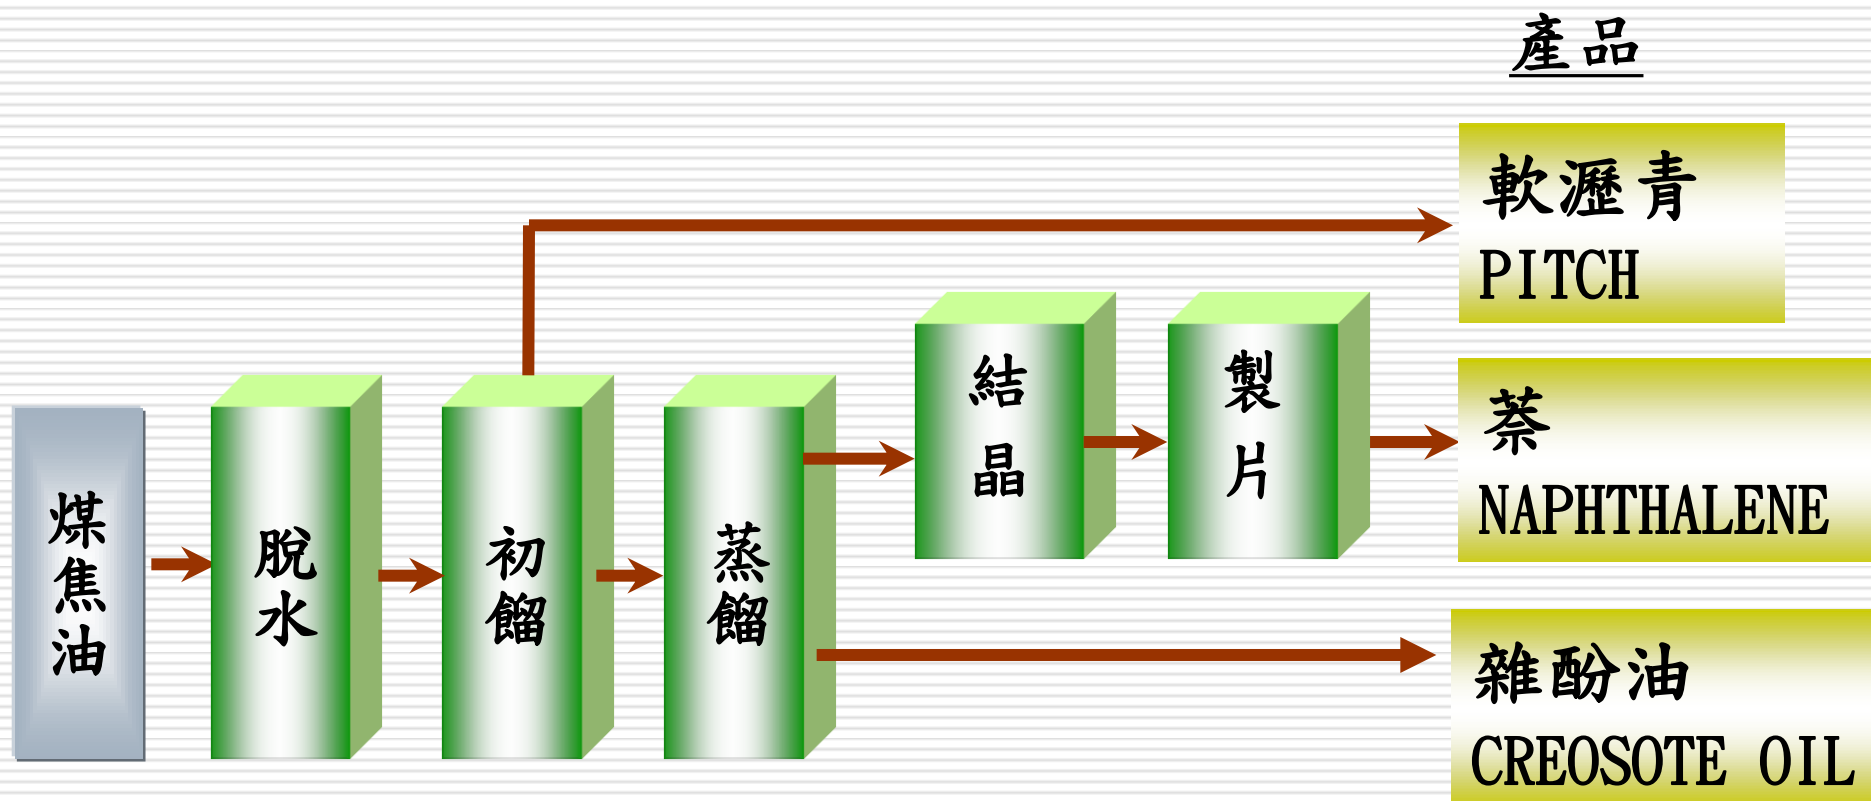 產品
煤焦油
脫水
初餾
蒸餾
結晶
製片
軟瀝青
PITCH
萘
NAPHTHALENE
雜酚油
CREOSOTE OIL